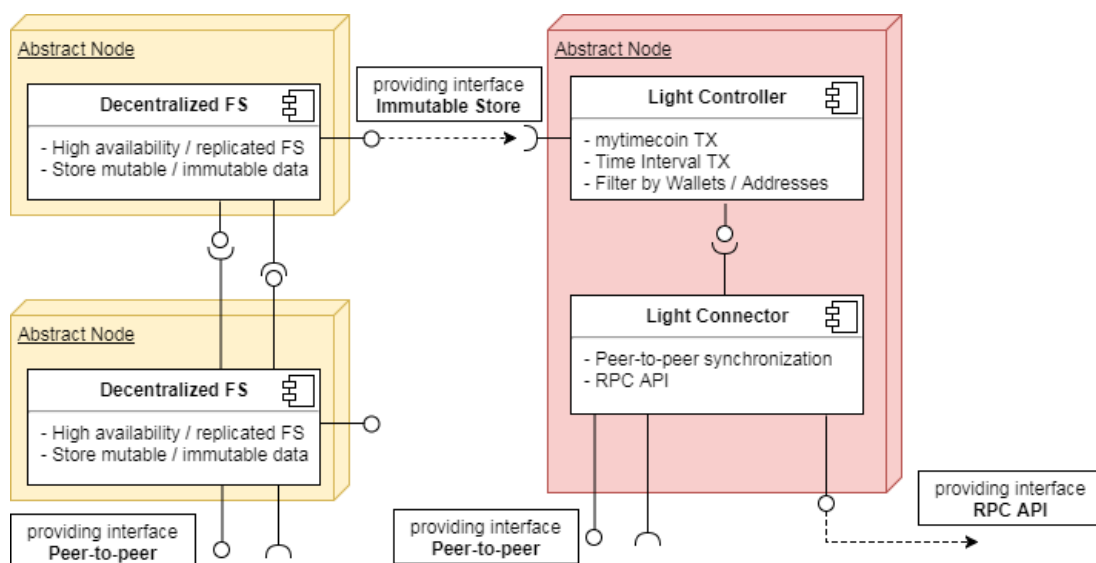 Abstract Node
Decentralized FS
- High availability / replicated FS
- Store mutable / immutable data
providing interface
Immutable Store
Abstract Node
Light Controller
- mytimecoin TX
- Time Interval TX
- Filter by Wallets / Addresses
Abstract Node
Decentralized FS
- High availability / replicated FS
- Store mutable / immutable data
Light Connector
- Peer-to-peer synchronization
- RPC API
providing interface
Peer-to-peer
providing interface
Peer-to-peer
providing interface
RPC API